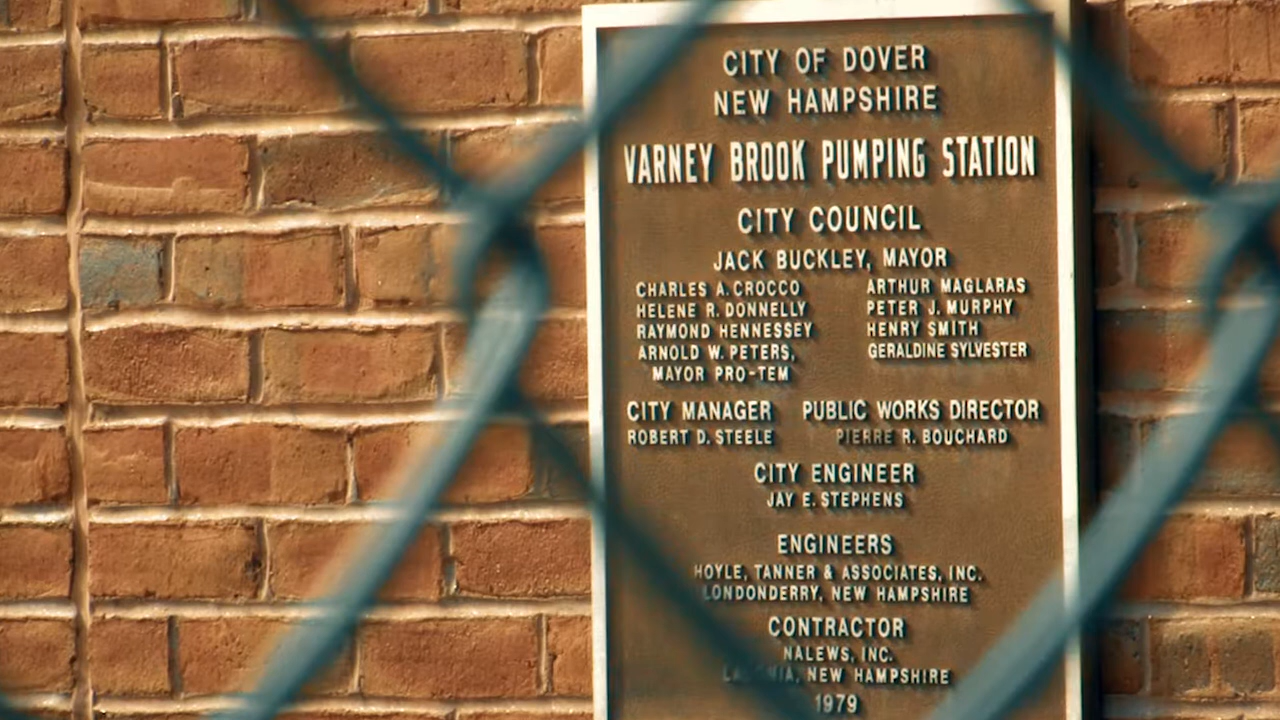 CITY OF DOVER
NEW HAMPSHIRE
VARNEY BROOK PUMPING STATION
CITY COUNCIL
JACK BUCKLEY, MAYOR
CHARLES A. CROCCO ARTHUR MAGLARAS
HELENE R. DONNELLY PETER J. MURPHY
RAYMOND HENNESSEY HENRY SMITH
ARNOLD W. PETERS, GERALDINE SYLVESTER
MAYOR PRO-TEM
CITY MANAGER PUBLIC WORKS DIRECTOR
ROBERT D. STEELE PIERRE R. BOUCHARD
CITY ENGINEER
JAY E. STEPHENS
ENGINEERS
HOYLE, TANNER & ASSOCIATES, INC.
LONDONDERRY, NEW HAMPSHIRE
CONTRACTOR
NALEWS, INC.
LACONIA, NEW HAMPSHIRE
1979